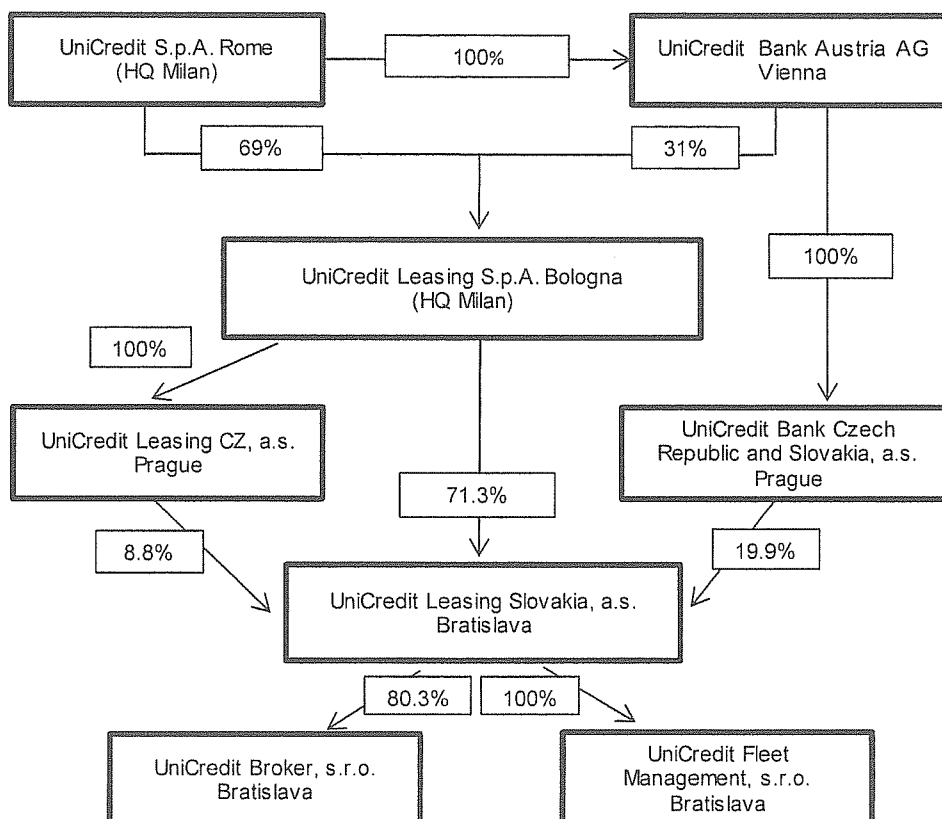 UniCredit S.p.A. Rome
(HQ Milan)
100%
UniCredit Bank Austria AG
Vienna
69%
31%
100%
UniCredit Leasing S.p.A. Bologna
(HQ Milan)
100%
UniCredit Leasing CZ, a.s.
Prague
71.3%
UniCredit Bank Czech
Republic and Slovakia, a.s.
Prague
8.8%
19.9%
UniCredit Leasing Slovakia, a.s.
Bratislava
80.3%
100%
UniCredit Broker, s.r.o.
Bratislava
UniCredit Fleet
Management, s.r.o.
Bratislava